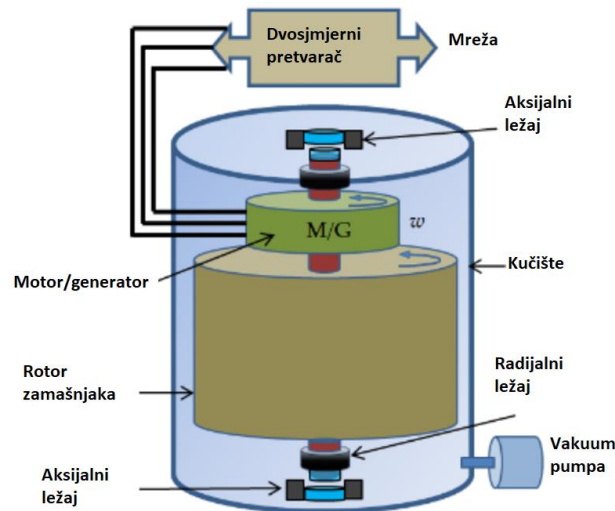 Dvosjmjerni
pretvarač
Mreža
Aksijalni
ležaj
M/G
w
Motor/generator
Kučište
Rotor
zamašnjaka
Radijalni
ležaj
Vakuum
pumpa
Aksijalni
ležaj